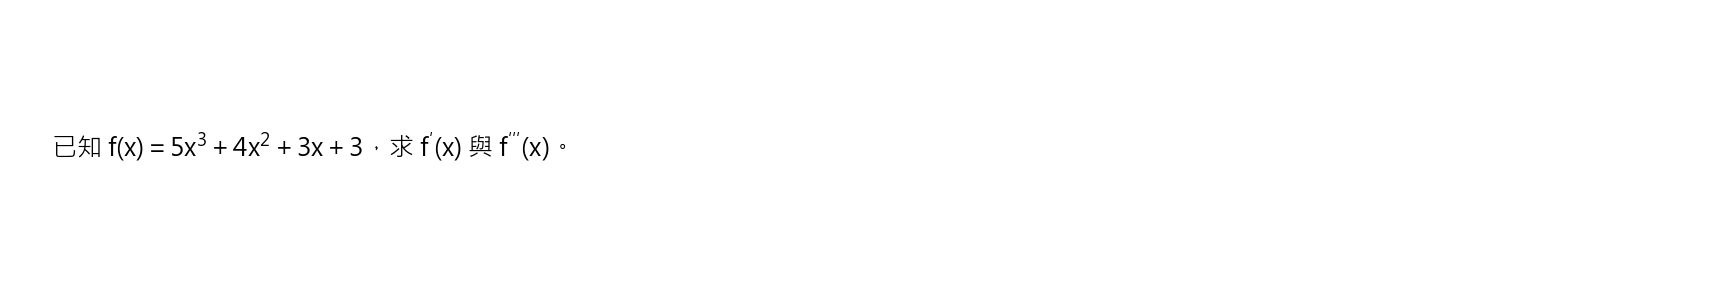 已知 f(x) = 5x³ + 4x² + 3x + 3，求 f′(x) 與 f′′′(x)。